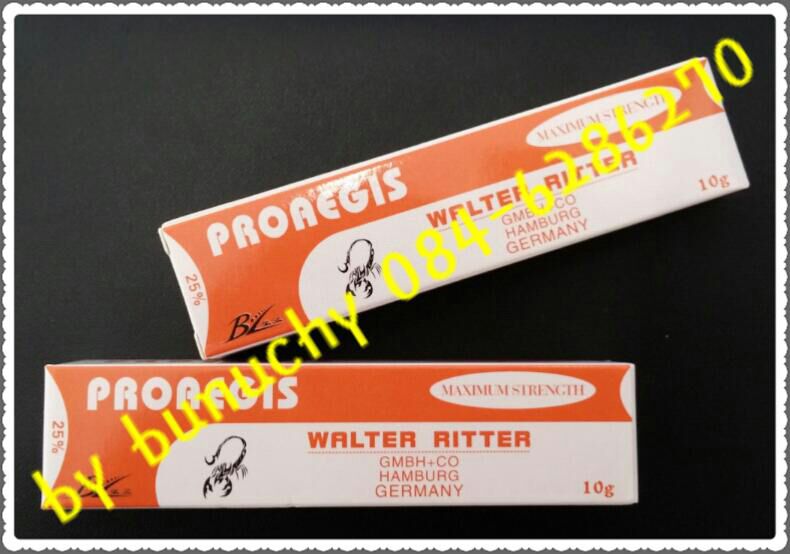 MAXIMUM STRENGTH
PROAEGIS
WALTER RITTER
GMBH+CO
HAMBURG
GERMANY
10g
25%
by bumuchy 084-6286270
PROAEGIS
MAXIMUM STRENGTH
25%
WALTER RITTER
GMBH+CO
HAMBURG
GERMANY
10g